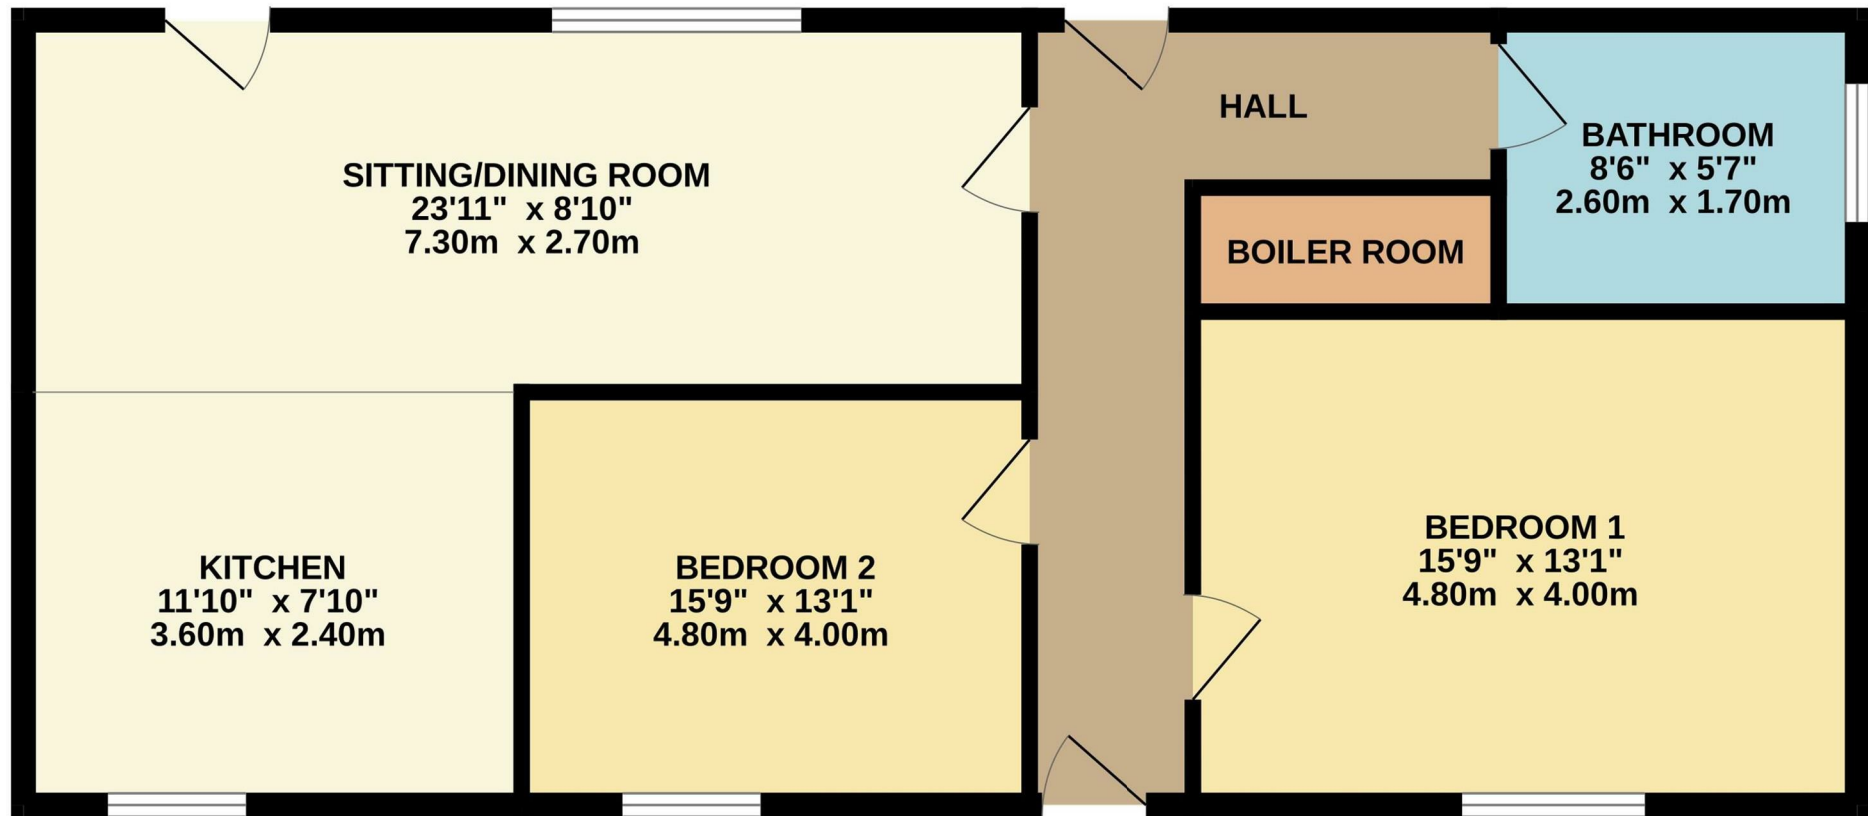 SITTING/DINING ROOM
23'11" x 8'10"
7.30m x 2.70m
HALL
BATHROOM
8'6" x 5'7"
2.60m x 1.70m
BOILER ROOM
KITCHEN
11'10" x 7'10"
3.60m x 2.40m
BEDROOM 2
15'9" x 13'1"
4.80m x 4.00m
BEDROOM 1
15'9" x 13'1"
4.80m x 4.00m